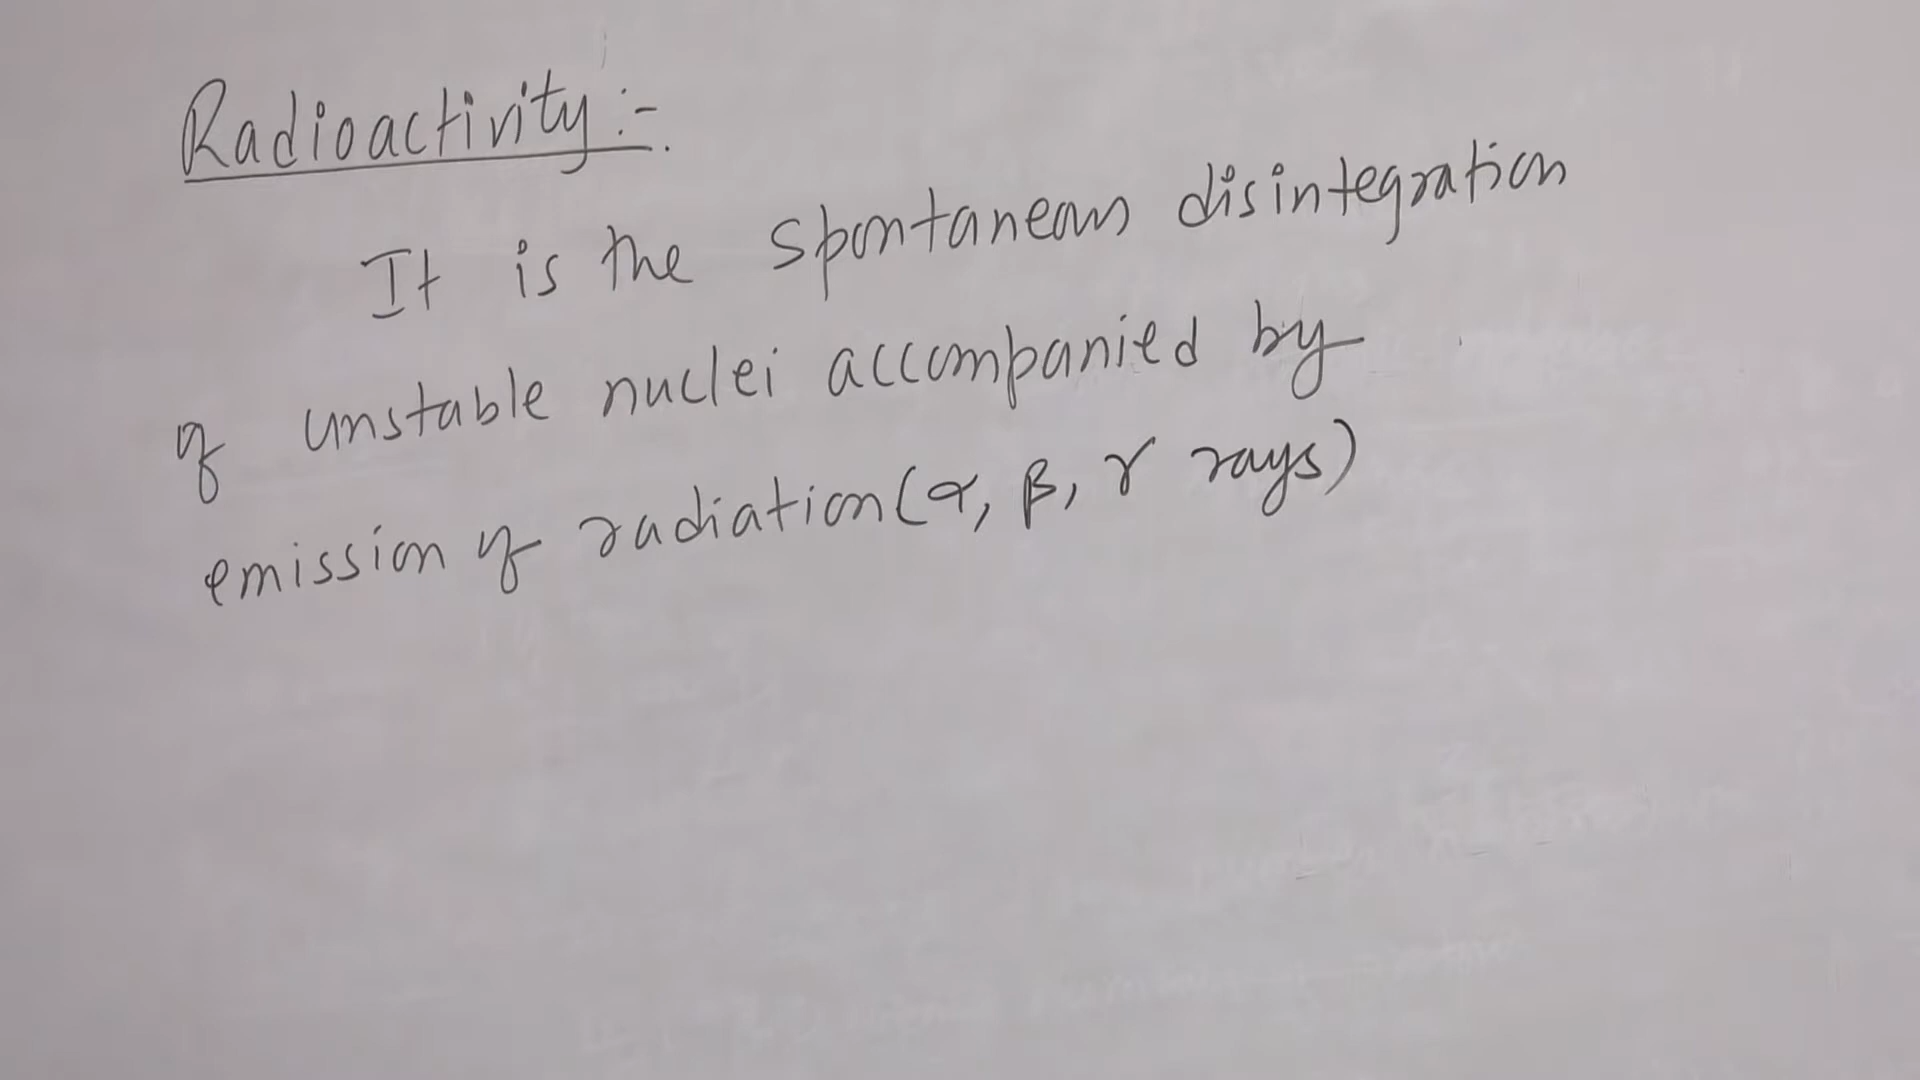 Radioactivity :-
It is the spontaneous disintegration
of unstable nuclei accompanied by
emission of radiation (α, β, γ rays)